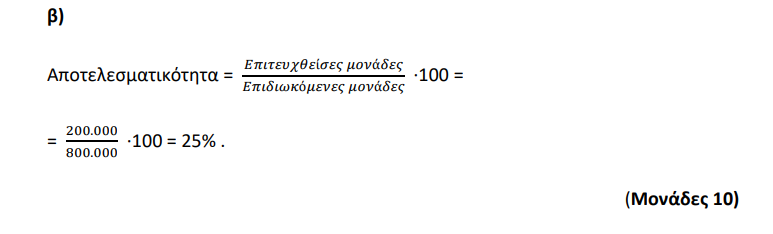 β)
Αποτελεσματικότητα = Επιτευχθείσες μονάδες / Επιδιωκόμενες μονάδες ·100 =
= 200.000 / 800.000 ·100 = 25% .
(Μονάδες 10)